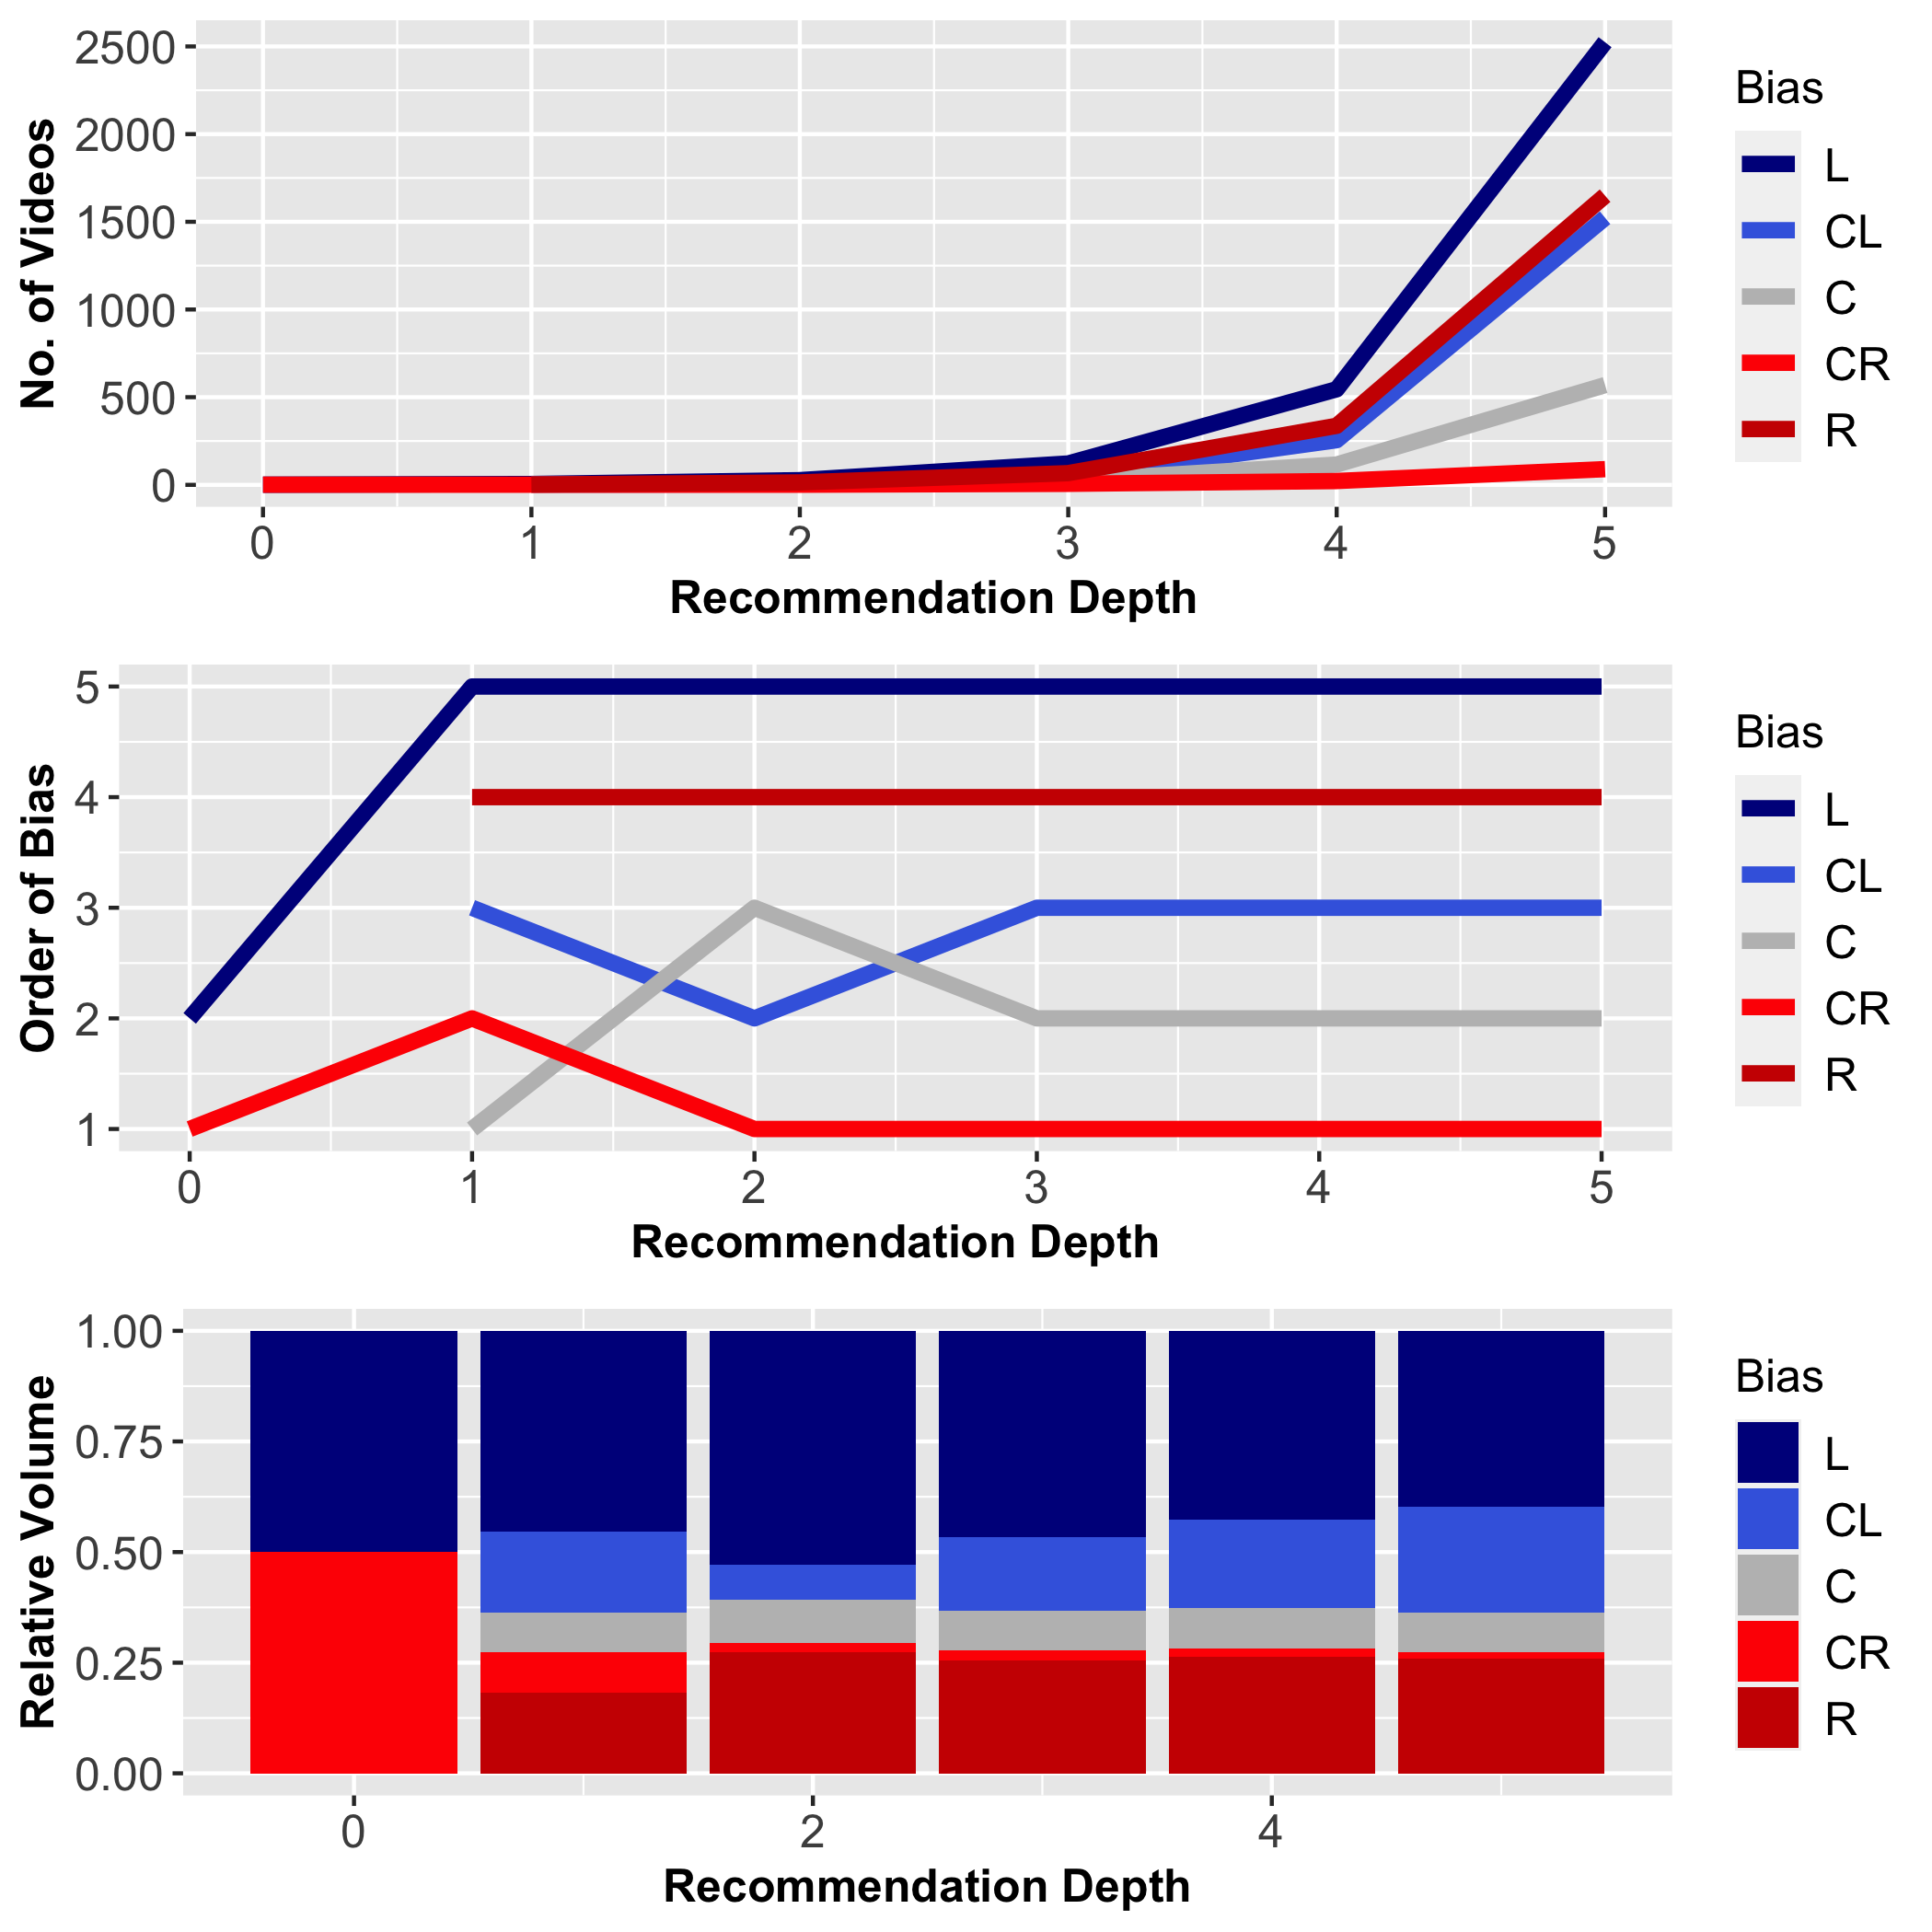 2500
2000
1500
1000
500
0
No. of Videos
0 1 2 3 4 5
Recommendation Depth
Bias
L
CL
C
CR
R
5
4
3
2
1
Order of Bias
0 1 2 3 4 5
Recommendation Depth
Bias
L
CL
C
CR
R
1.00
0.75
0.50
0.25
0.00
Relative Volume
0 2 4
Recommendation Depth
Bias
L
CL
C
CR
R